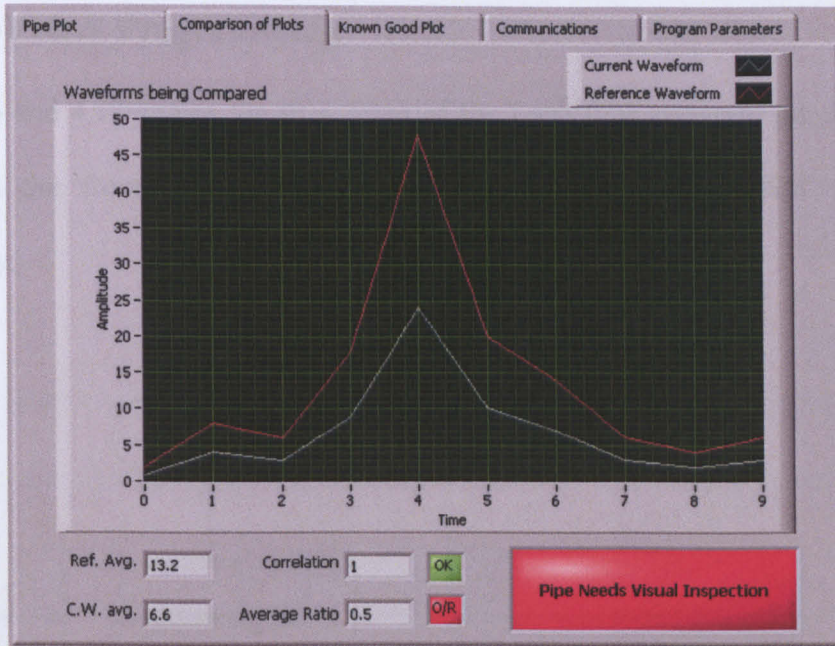 Pipe Plot
Comparison of Plots
Known Good Plot
Communications
Program Parameters
Current Waveform
Reference Waveform
Waveforms being Compared
50
45
40
35
30
25
20
15
10
5
0
Amplitude
0 1 2 3 4 5 6 7 8 9
Time
Ref. Avg. 13.2
Correlation 1
OK
C.W. avg. 6.6
Average Ratio 0.5
O/R
Pipe Needs Visual Inspection